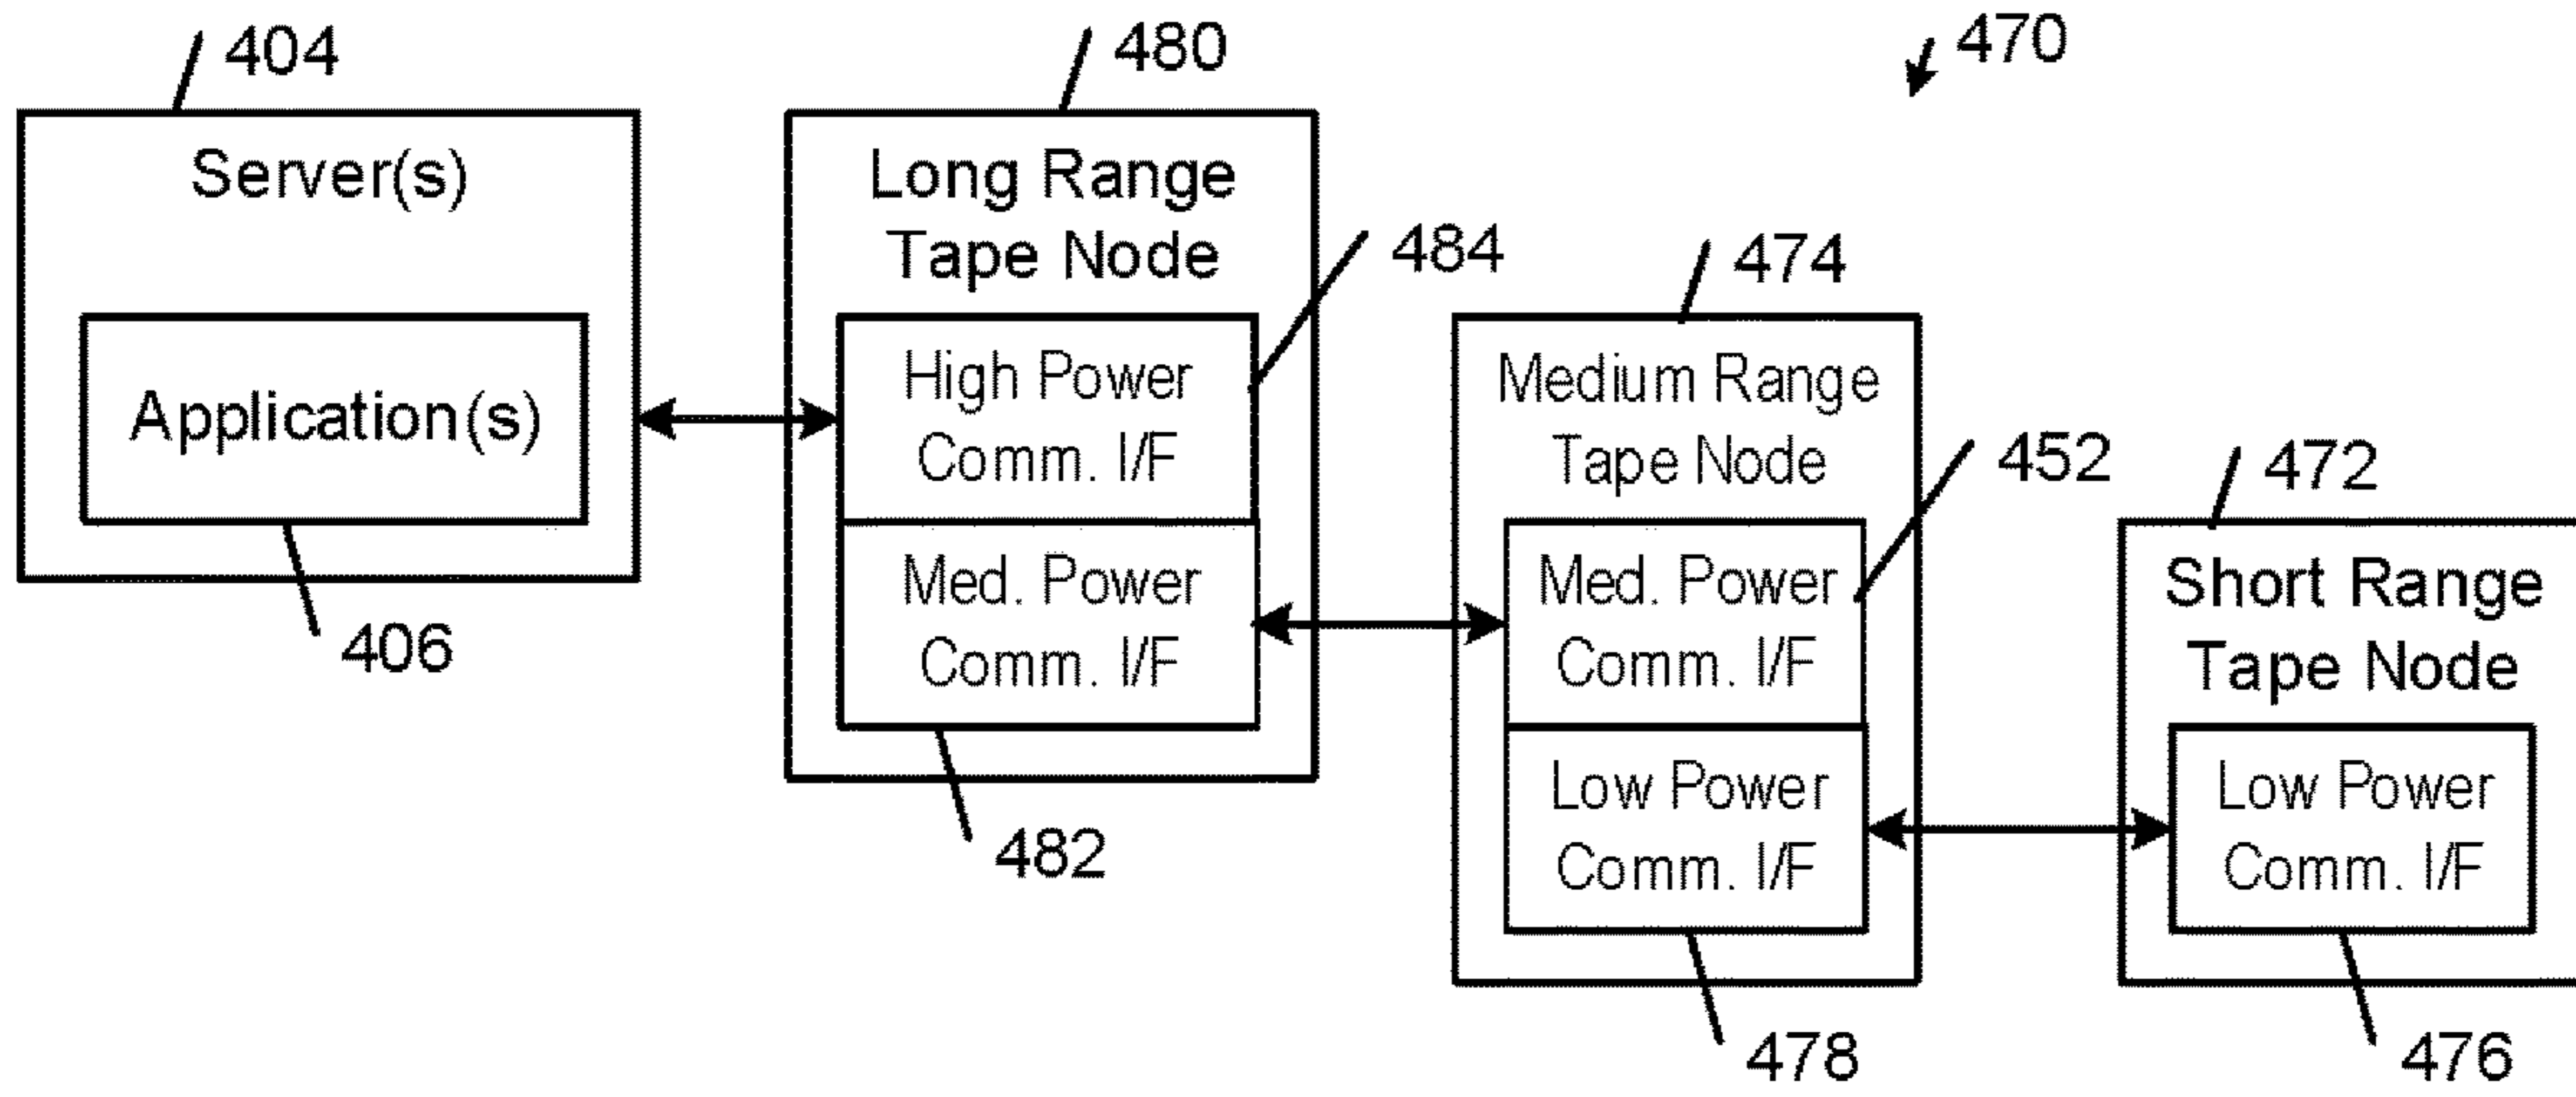 404
480
470
Server(s)
Long Range
Tape Node
484
474
High Power
Comm. I/F
Medium Range
Tape Node
452
472
Application(s)
406
Med. Power
Comm. I/F
482
Med. Power
Comm. I/F
Short Range
Tape Node
Low Power
Comm. I/F
478
Low Power
Comm. I/F
476